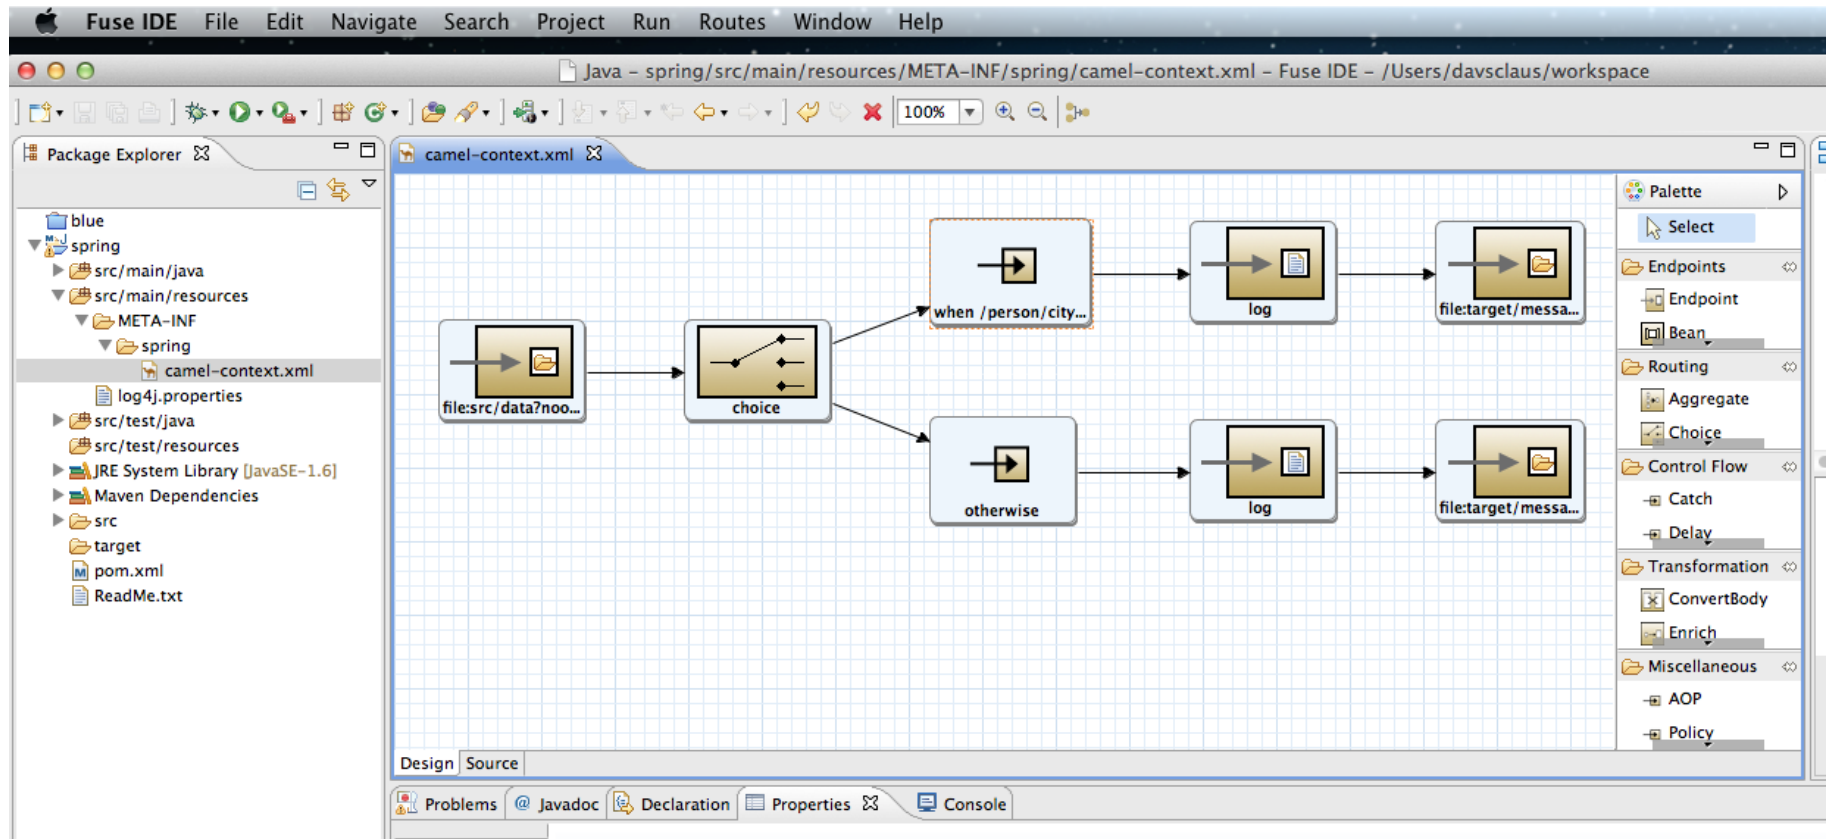 Fuse IDE File Edit Navigate Search Project Run Routes Window Help
Java – spring/src/main/resources/META-INF/spring/camel-context.xml – Fuse IDE – /Users/davsclaus/workspace
100%
Package Explorer
blue
spring
src/main/java
src/main/resources
META-INF
spring
camel-context.xml
log4j.properties
src/test/java
src/test/resources
JRE System Library [JavaSE-1.6]
Maven Dependencies
src
target
pom.xml
ReadMe.txt
camel-context.xml
file:src/data?noo...
choice
when /person/city...
log
file:target/messa...
otherwise
log
file:target/messa...
Palette
Select
Endpoints
Endpoint
Bean
Routing
Aggregate
Choice
Control Flow
Catch
Delay
Transformation
ConvertBody
Enrich
Miscellaneous
AOP
Policy
Design Source
Problems @ Javadoc Declaration Properties Console